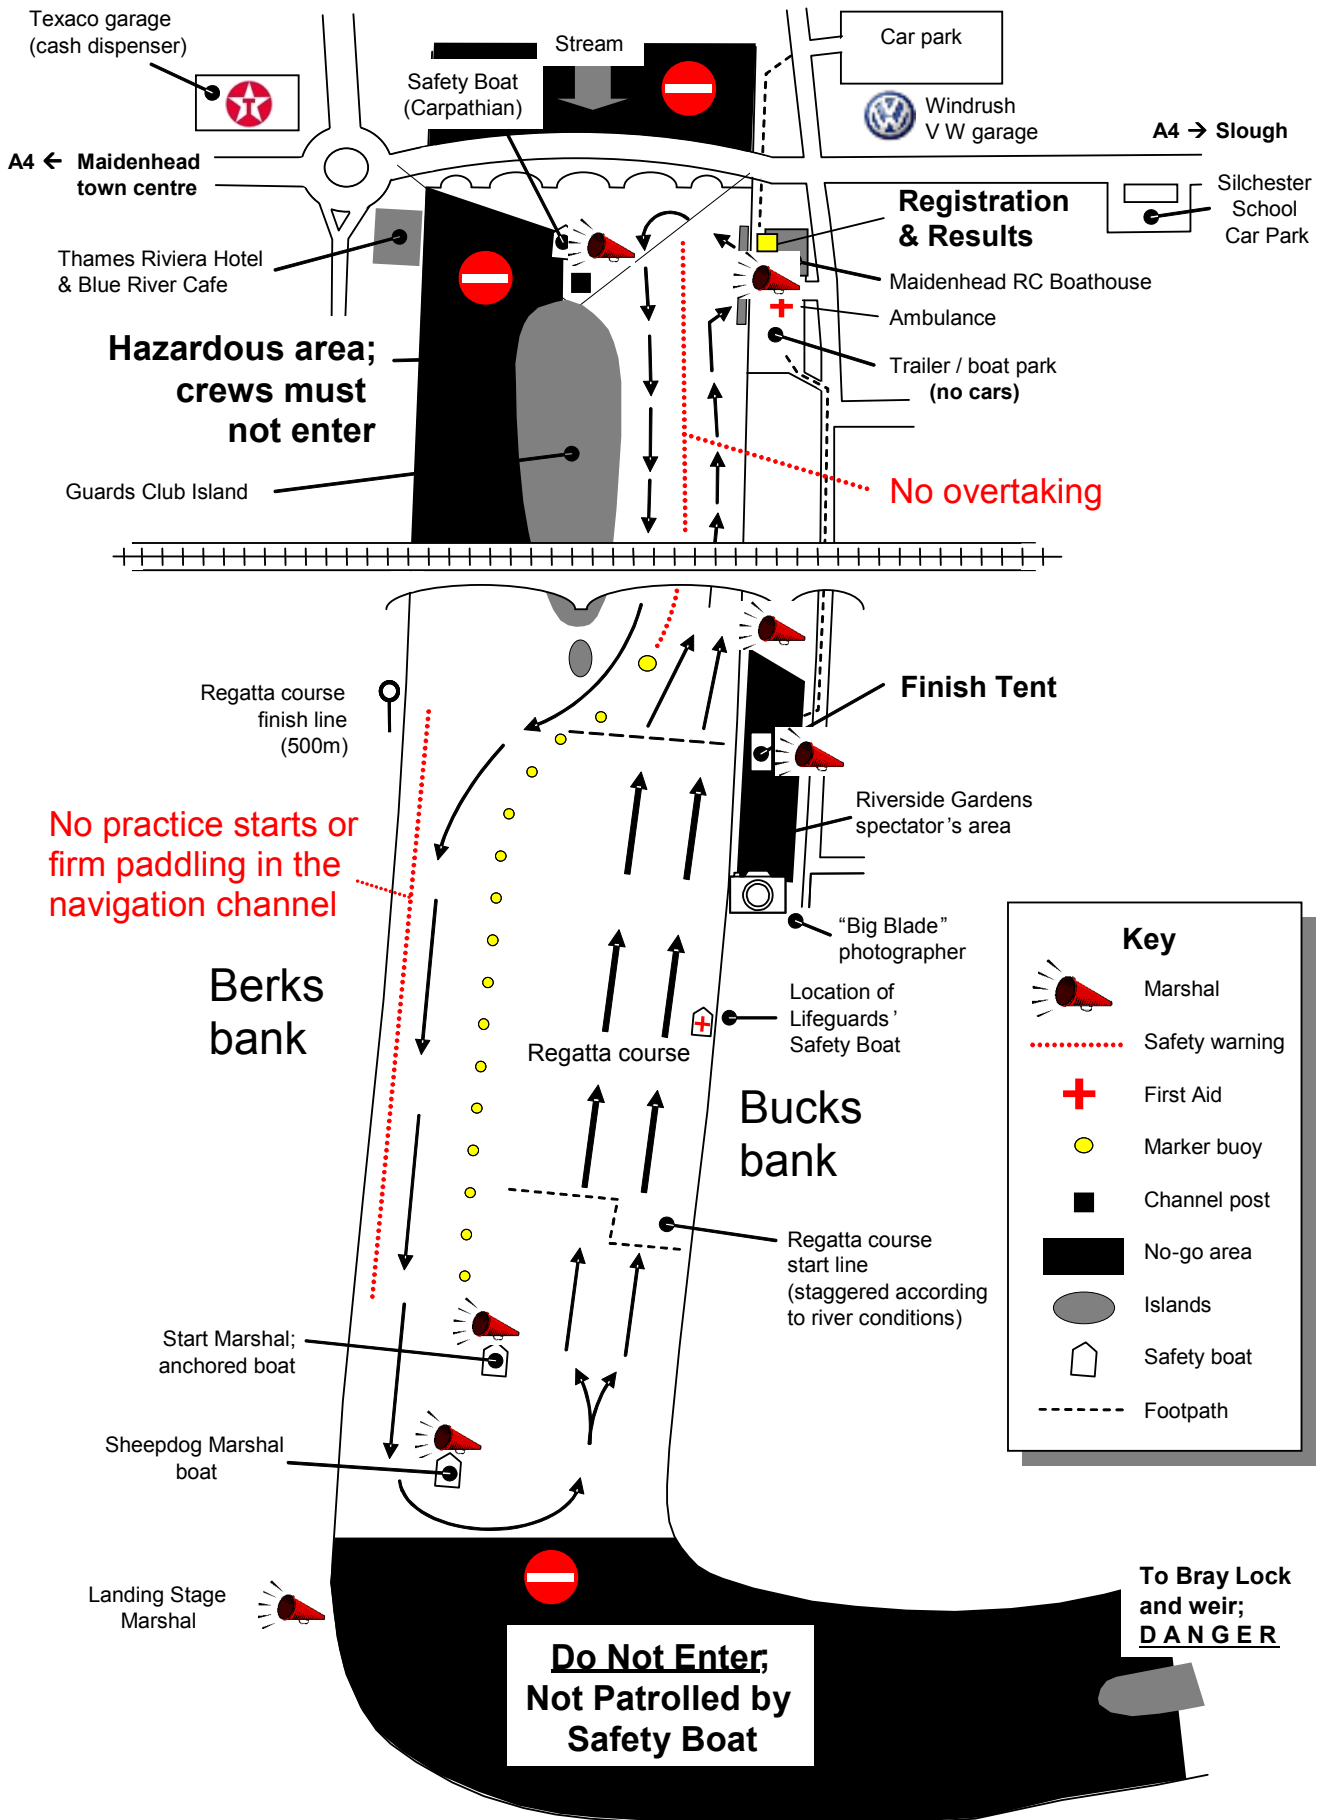 Texaco garage
(cash dispenser)
Stream
Safety Boat
(Carpathian)
Car park
Windrush
V W garage
A4 → Slough
A4 ← Maidenhead
town centre
Silchester
School
Car Park
Registration
& Results
Thames Riviera Hotel
& Blue River Cafe
Maidenhead RC Boathouse
Ambulance
Hazardous area;
crews must
not enter
Trailer / boat park
(no cars)
Guards Club Island
No overtaking
Regatta course
finish line
(500m)
Finish Tent
No practice starts or
firm paddling in the
navigation channel
Riverside Gardens
spectator's area
"Big Blade"
photographer
Berks
bank
Location of
Lifeguards'
Safety Boat
Regatta course
Bucks
bank
Regatta course
start line
(staggered according
to river conditions)
Key
Marshal
Safety warning
First Aid
Marker buoy
Channel post
No-go area
Islands
Safety boat
Footpath
Start Marshal;
anchored boat
Sheepdog Marshal
boat
Landing Stage
Marshal
To Bray Lock
and weir;
D A N G E R
Do Not Enter;
Not Patrolled by
Safety Boat